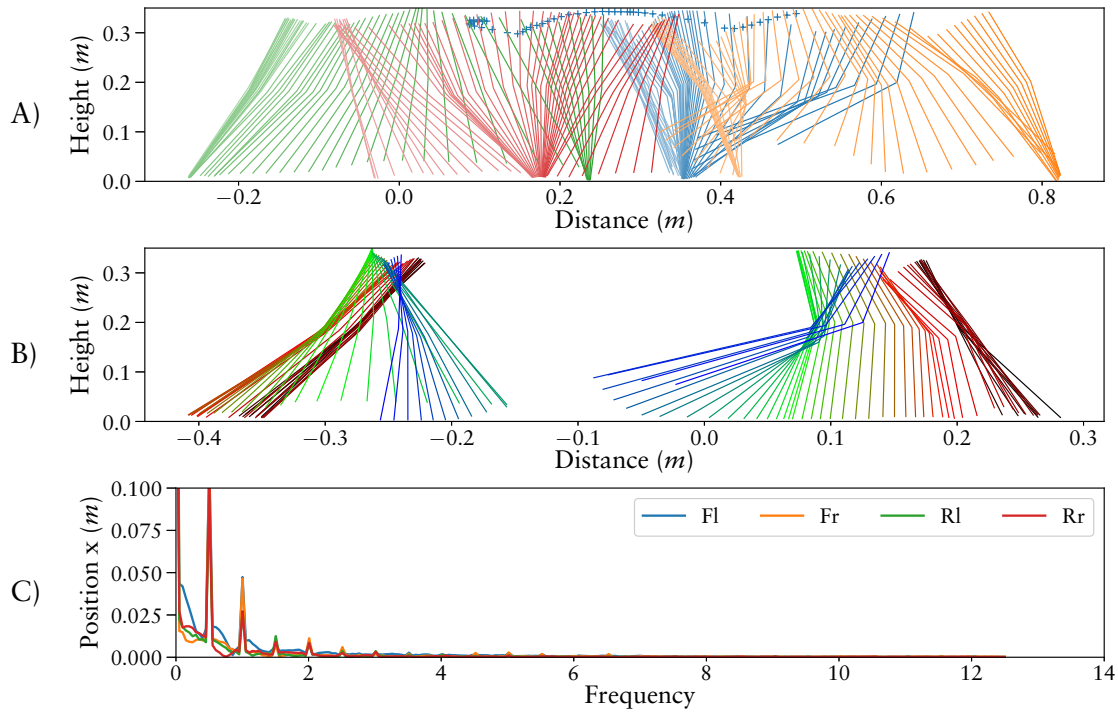 A)
Height (m)
0.3
0.2
0.1
0.0
−0.2 0.0 0.2 0.4 0.6 0.8
Distance (m)
B)
Height (m)
0.3
0.2
0.1
0.0
−0.4 −0.3 −0.2 −0.1 0.0 0.1 0.2 0.3
Distance (m)
C)
Position x (m)
0.100
0.075
0.050
0.025
0.000
Fl Fr Rl Rr
0 2 4 6 8 10 12 14
Frequency